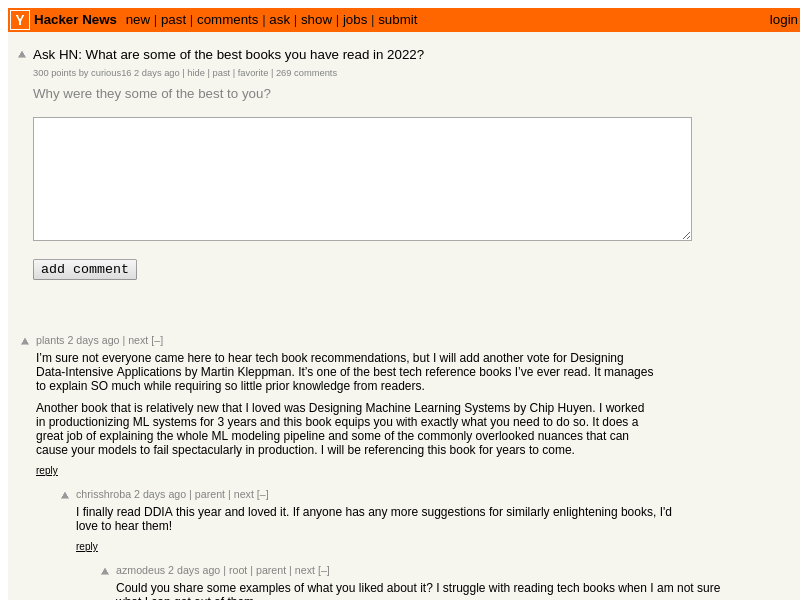 Y Hacker News new | past | comments | ask | show | jobs | submit login
Ask HN: What are some of the best books you have read in 2022?
300 points by curious16 2 days ago | hide | past | favorite | 269 comments
Why were they some of the best to you?
add comment
plants 2 days ago | next [–]
I'm sure not everyone came here to hear tech book recommendations, but I will add another vote for Designing
Data-Intensive Applications by Martin Kleppman. It's one of the best tech reference books I've ever read. It manages
to explain SO much while requiring so little prior knowledge from readers.
Another book that is relatively new that I loved was Designing Machine Learning Systems by Chip Huyen. I worked
in productionizing ML systems for 3 years and this book equips you with exactly what you need to do so. It does a
great job of explaining the whole ML modeling pipeline and some of the commonly overlooked nuances that can
cause your models to fail spectacularly in production. I will be referencing this book for years to come.
reply
chrisshroba 2 days ago | parent | next [–]
I finally read DDIA this year and loved it. If anyone has any more suggestions for similarly enlightening books, I'd
love to hear them!
reply
azmodeus 2 days ago | root | parent | next [–]
Could you share some examples of what you liked about it? I struggle with reading tech books when I am not sure
what I can get out of them